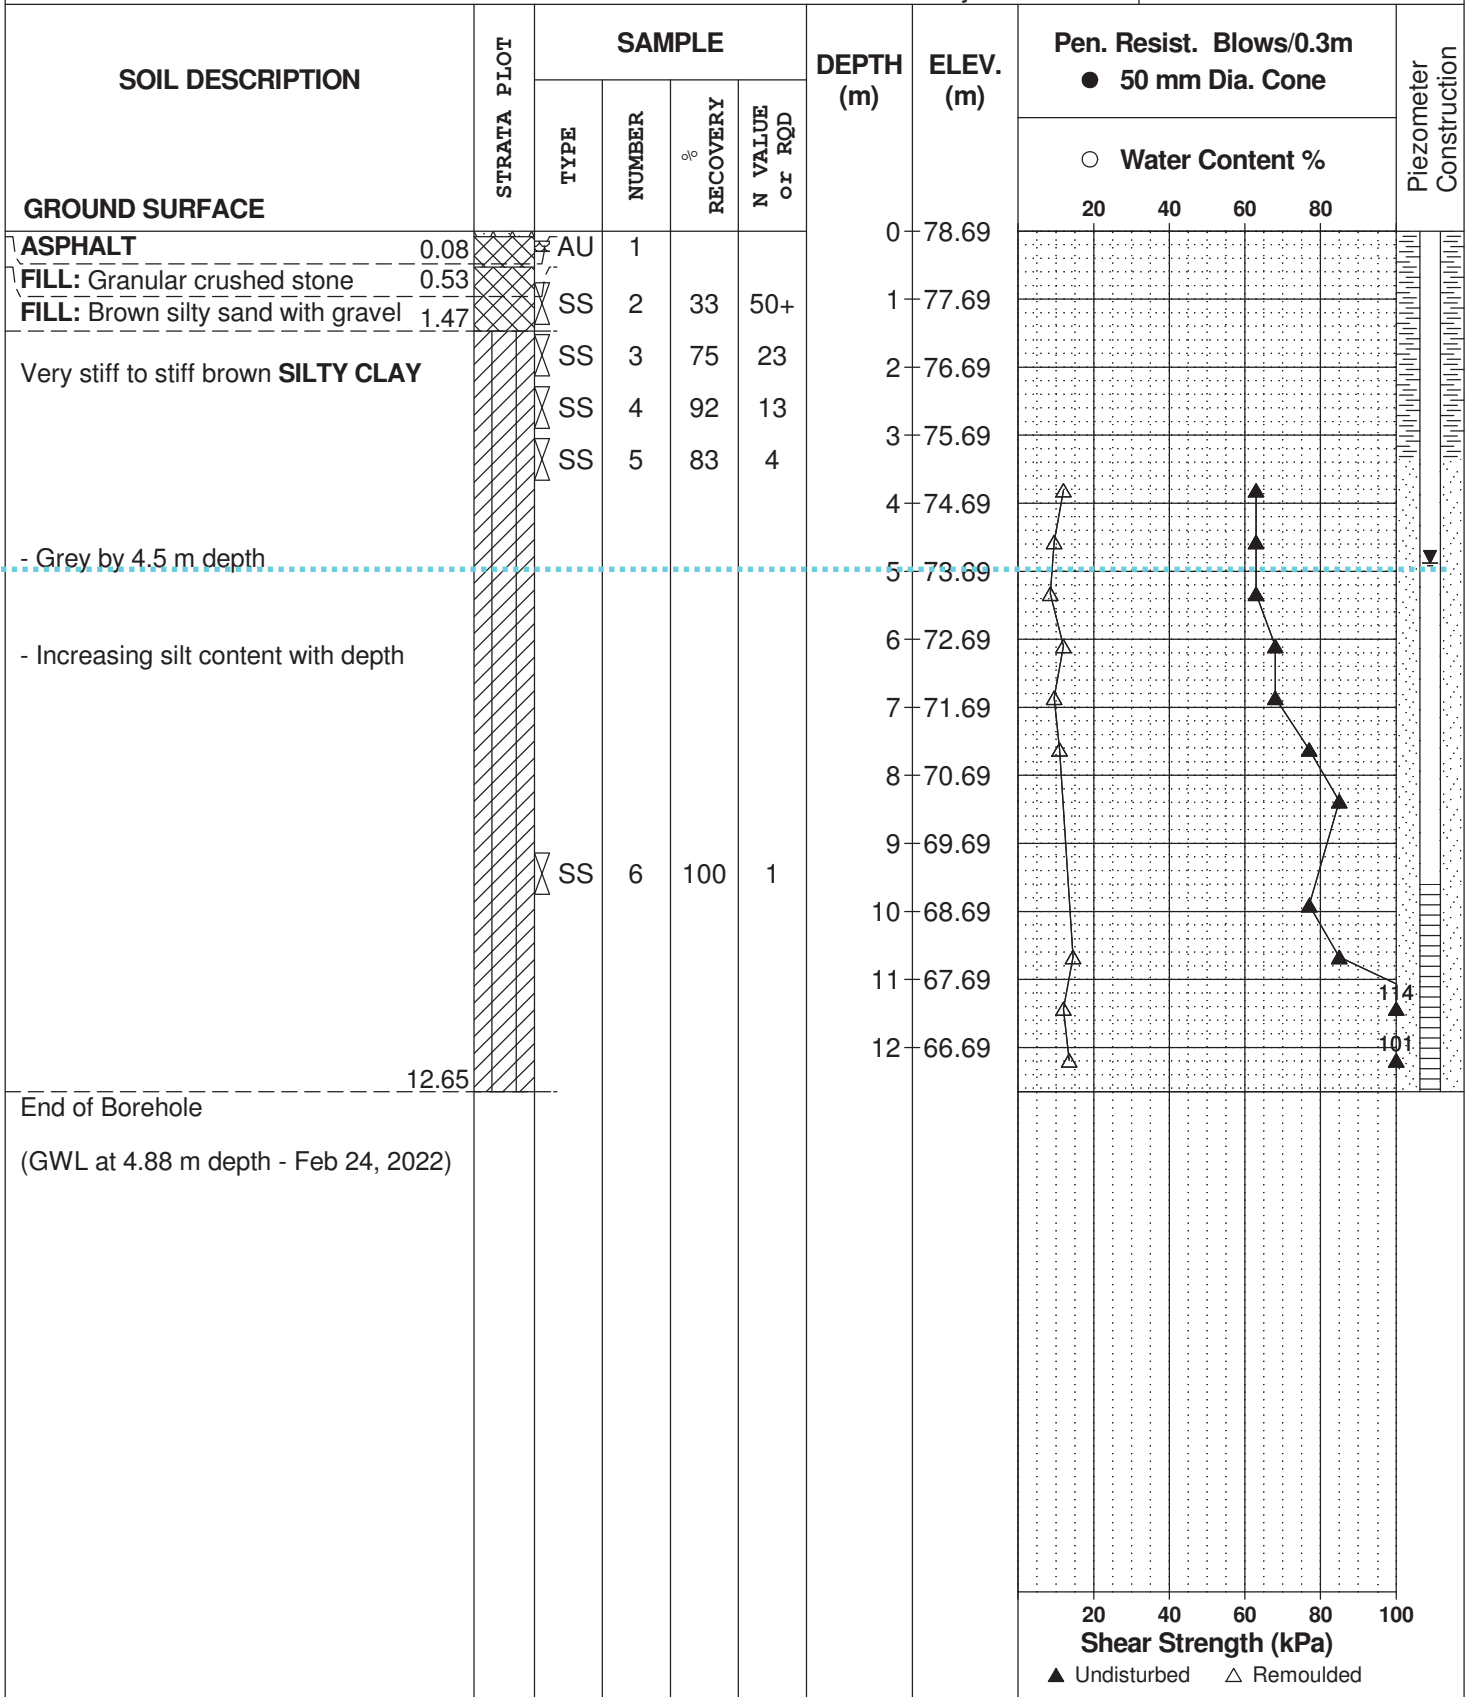 SOIL DESCRIPTION
GROUND SURFACE
STRATA PLOT
SAMPLE
TYPE
NUMBER
% RECOVERY
N VALUE or RQD
DEPTH (m)
ELEV. (m)
Pen. Resist. Blows/0.3m
● 50 mm Dia. Cone
○ Water Content %
20 40 60 80
Piezometer Construction
ASPHALT 0.08
FILL: Granular crushed stone 0.53
FILL: Brown silty sand with gravel 1.47
Very stiff to stiff brown SILTY CLAY
- Grey by 4.5 m depth
- Increasing silt content with depth
12.65
End of Borehole
(GWL at 4.88 m depth - Feb 24, 2022)
AU 1
SS 2 33 50+
SS 3 75 23
SS 4 92 13
SS 5 83 4
SS 6 100 1
0 78.69
1 77.69
2 76.69
3 75.69
4 74.69
5 73.69
6 72.69
7 71.69
8 70.69
9 69.69
10 68.69
11 67.69
12 66.69
114
101
20 40 60 80 100
Shear Strength (kPa)
▲ Undisturbed △ Remoulded